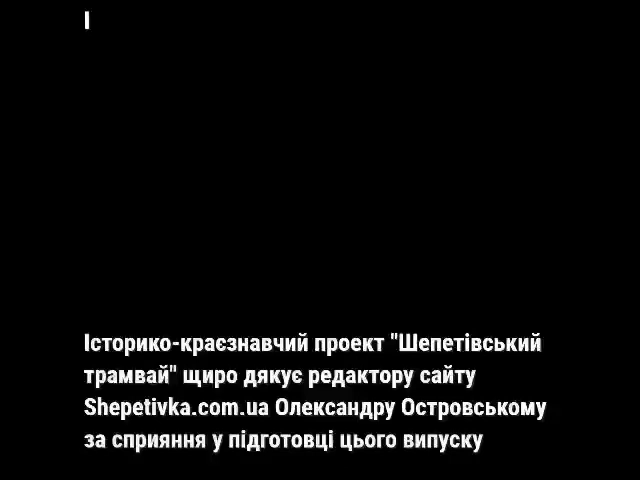 І
Історико-краєзнавчий проект "Шепетівський
трамвай" щиро дякує редактору сайту
Shepetivka.com.ua Олександру Островському
за сприяння у підготовці цього випуску